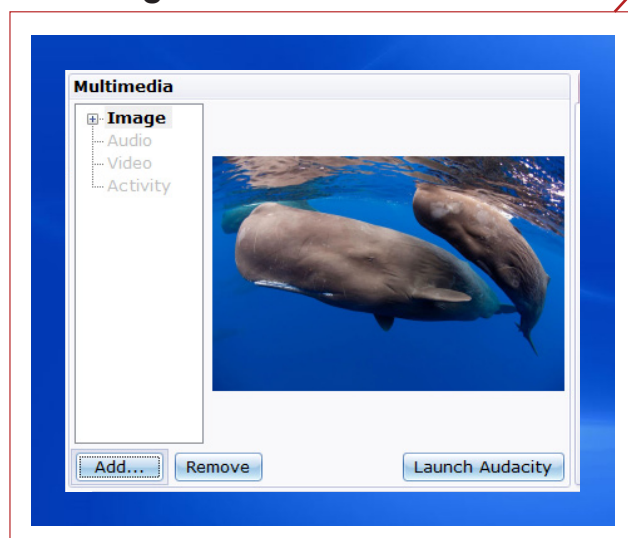 Multimedia
Image
Audio
Video
Activity
Add...
Remove
Launch Audacity